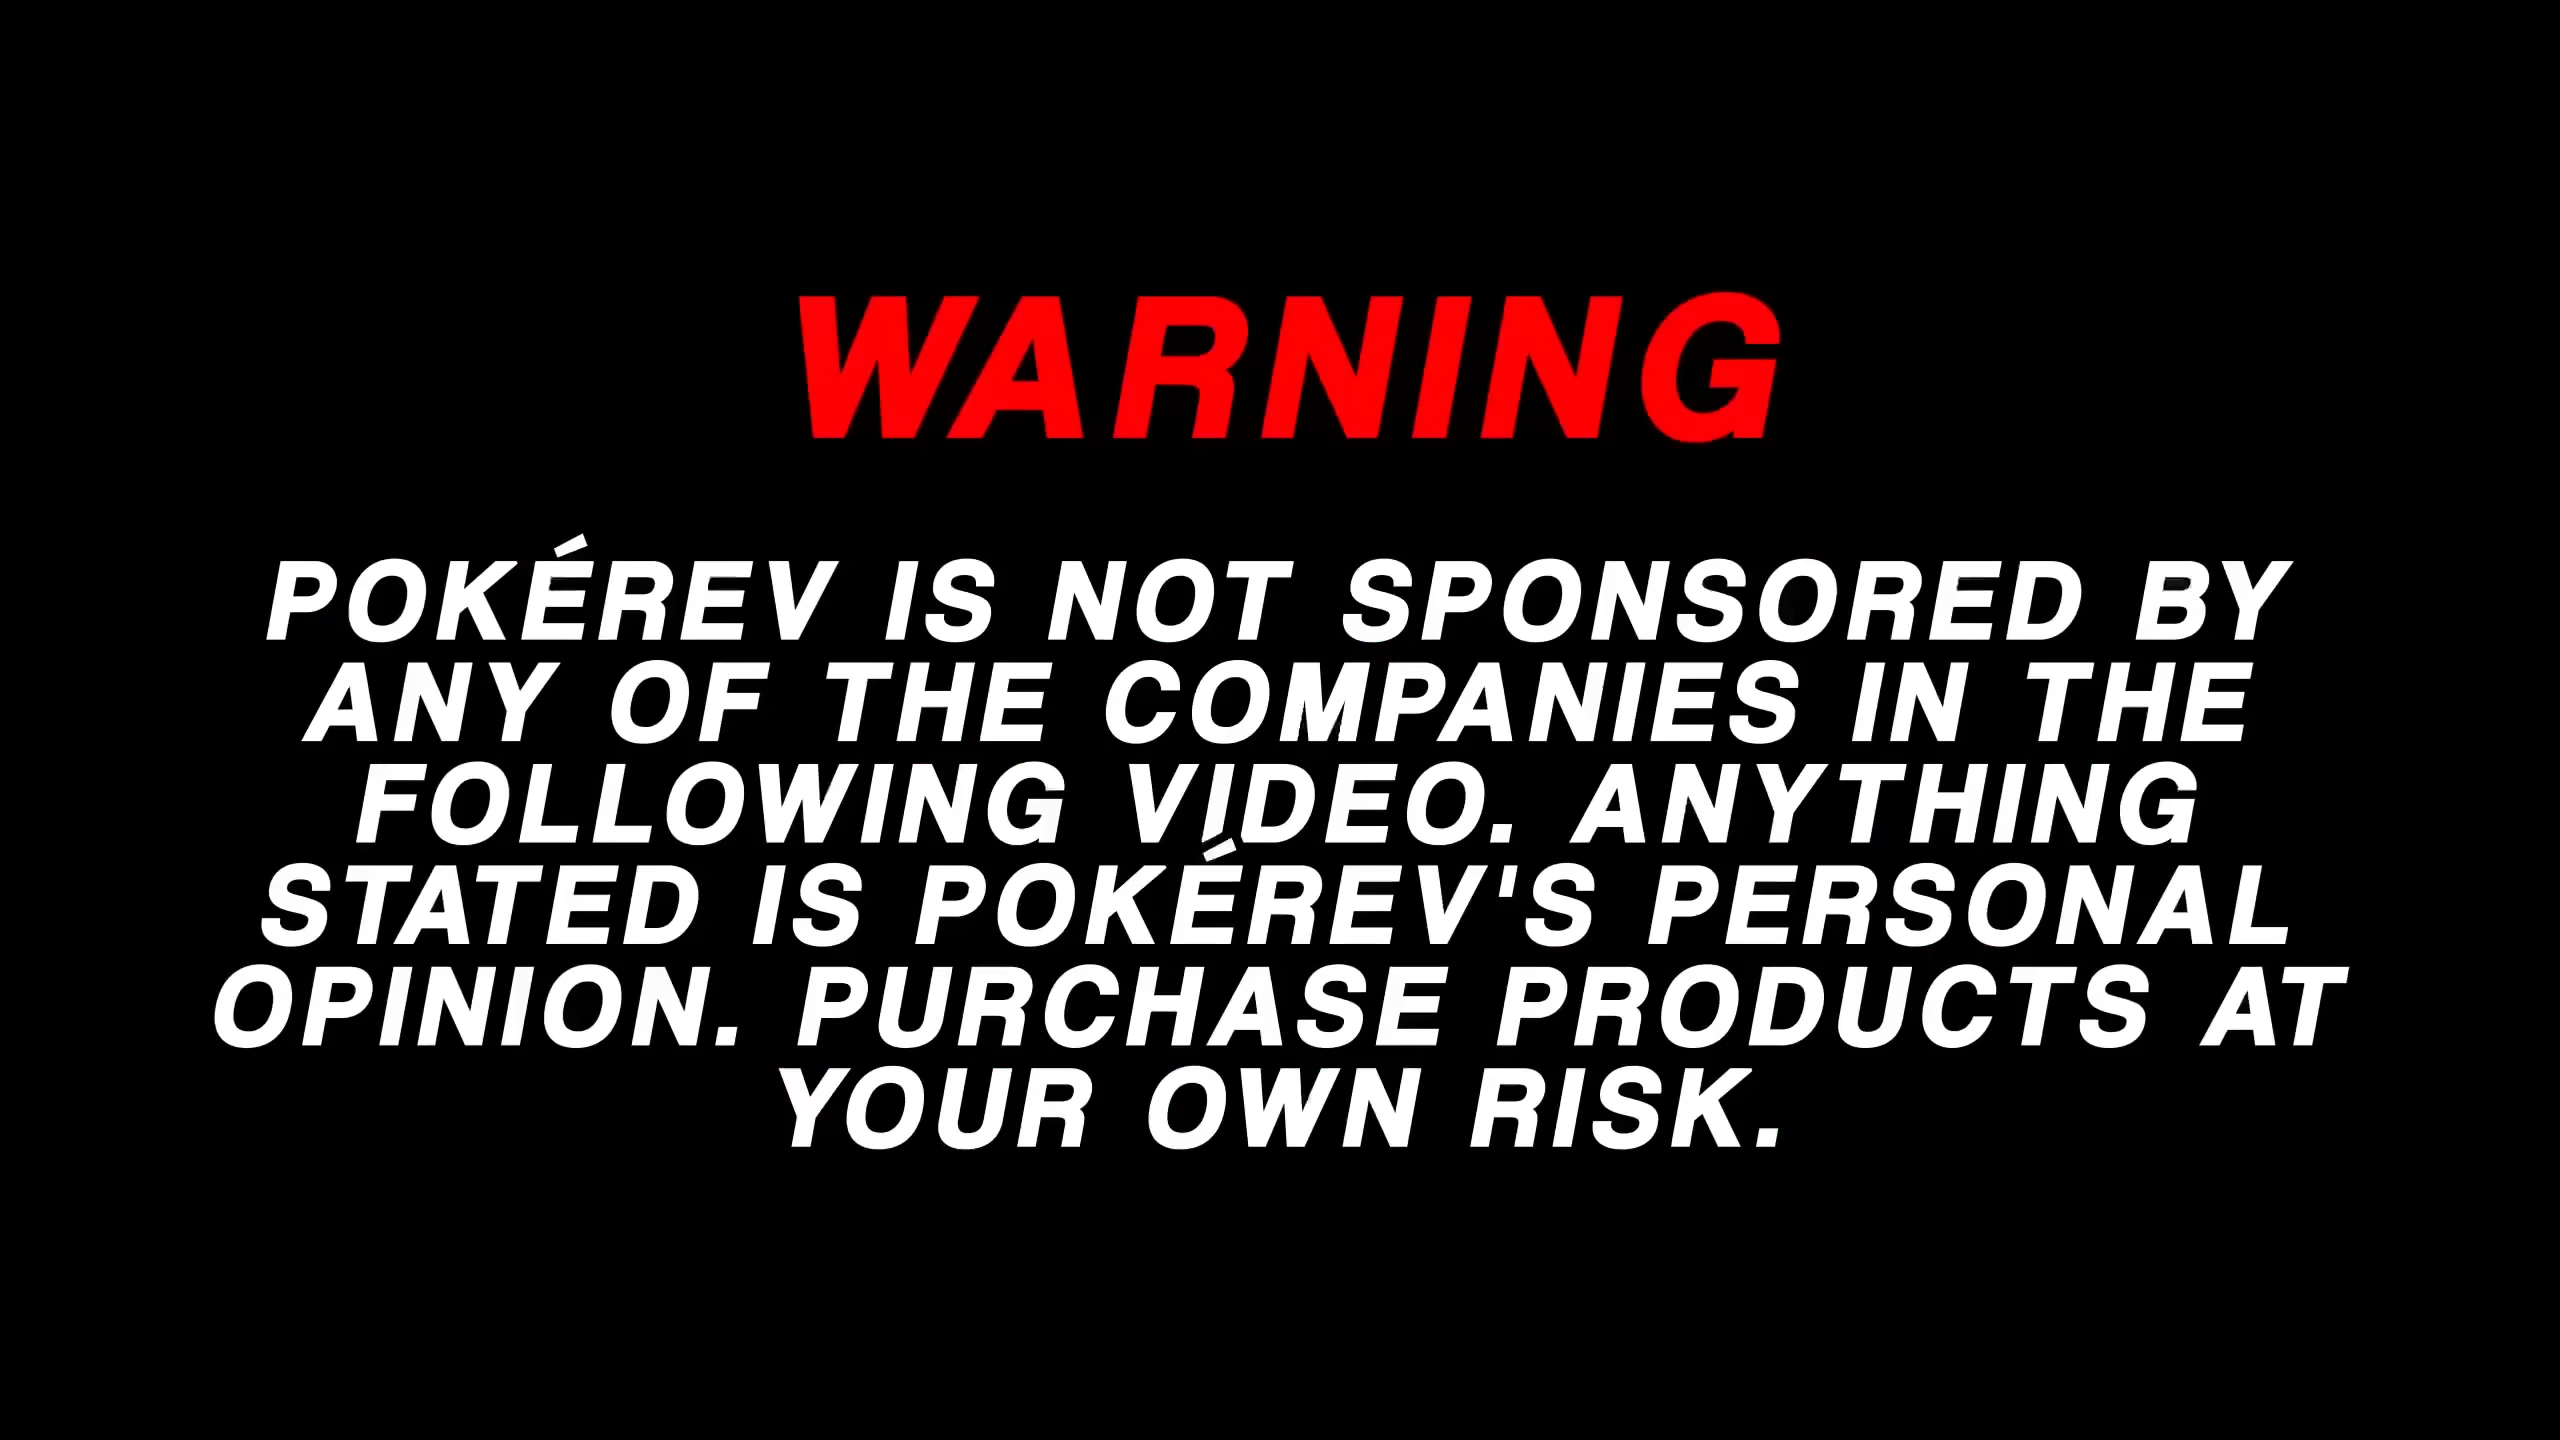 WARNING
POKÉREV IS NOT SPONSORED BY
ANY OF THE COMPANIES IN THE
FOLLOWING VIDEO. ANYTHING
STATED IS POKÉREV'S PERSONAL
OPINION. PURCHASE PRODUCTS AT
YOUR OWN RISK.